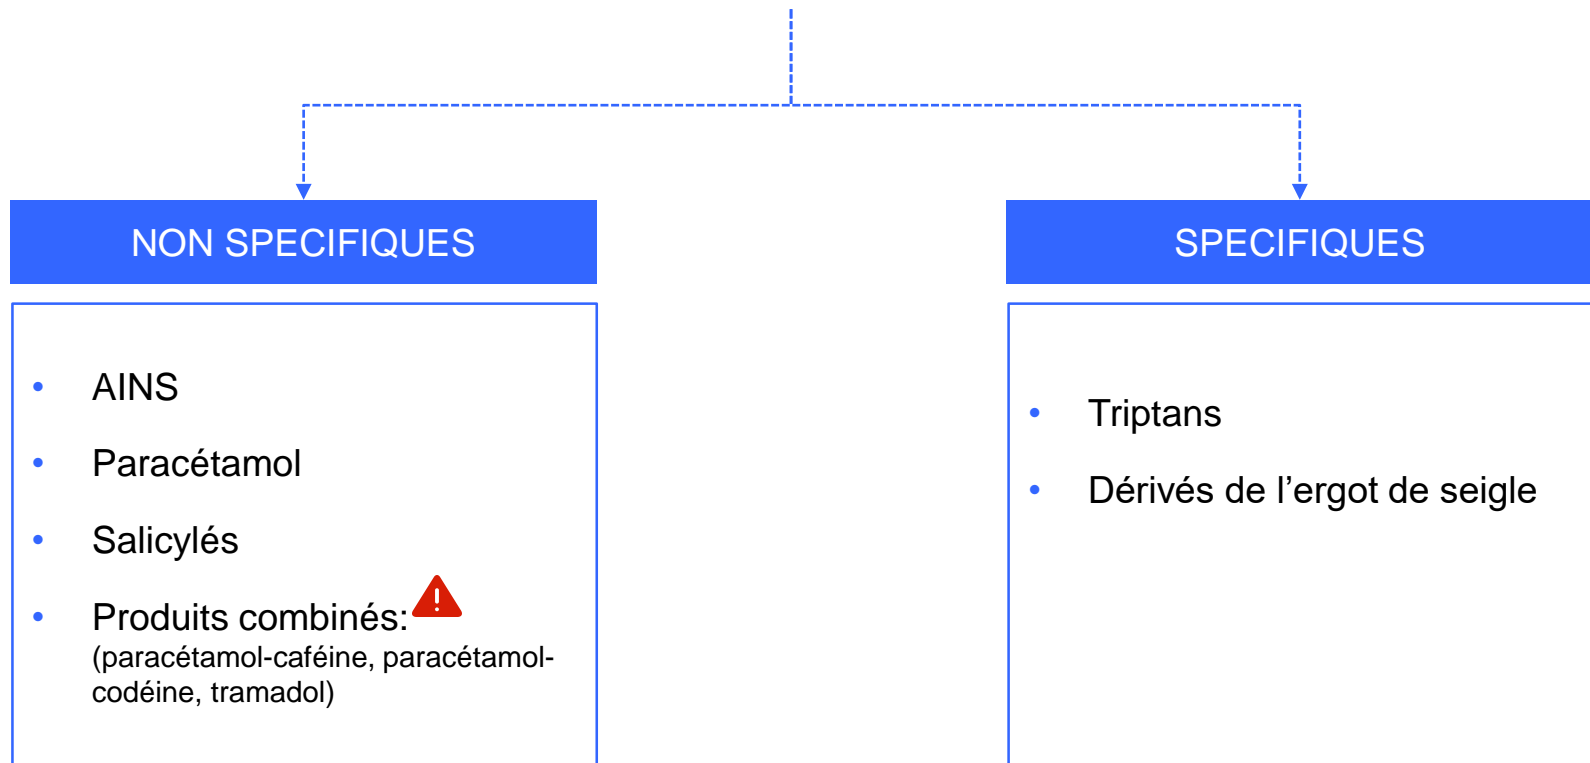 NON SPECIFIQUES
• AINS
• Paracétamol
• Salicylés
• Produits combinés:
(paracétamol-caféine, paracétamol-
codéine, tramadol)
SPECIFIQUES
• Triptans
• Dérivés de l’ergot de seigle